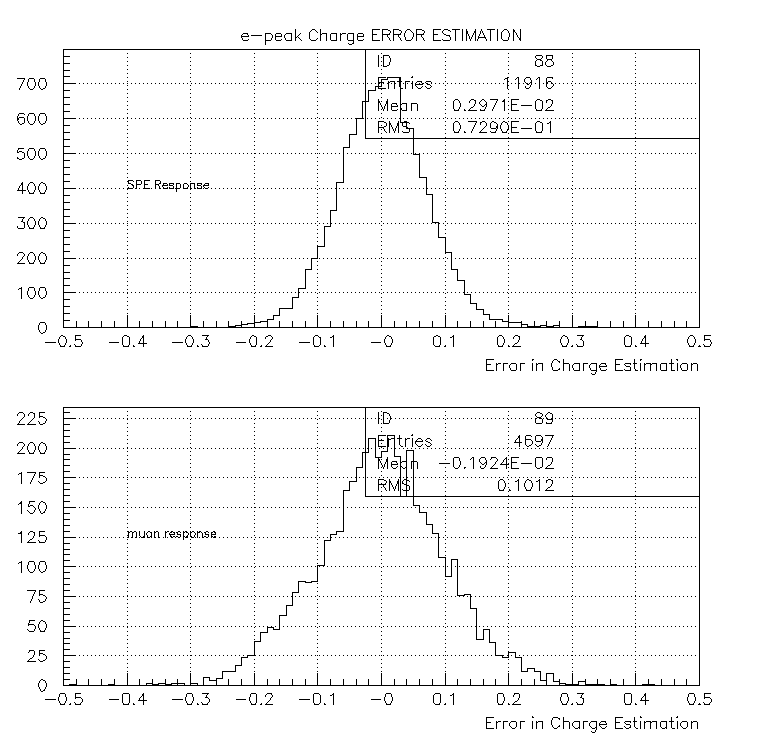 e-peak Charge ERROR ESTIMATION
ID 88
Entries 11916
Mean 0.2971E-02
RMS 0.7290E-01
SPE Response
700
600
500
400
300
200
100
0
-0.5 -0.4 -0.3 -0.2 -0.1 -0 0.1 0.2 0.3 0.4 0.5
Error in Charge Estimation
ID 89
Entries 4697
Mean -0.1924E-02
RMS 0.1012
muon response
225
200
175
150
125
100
75
50
25
0
-0.5 -0.4 -0.3 -0.2 -0.1 -0 0.1 0.2 0.3 0.4 0.5
Error in Charge Estimation